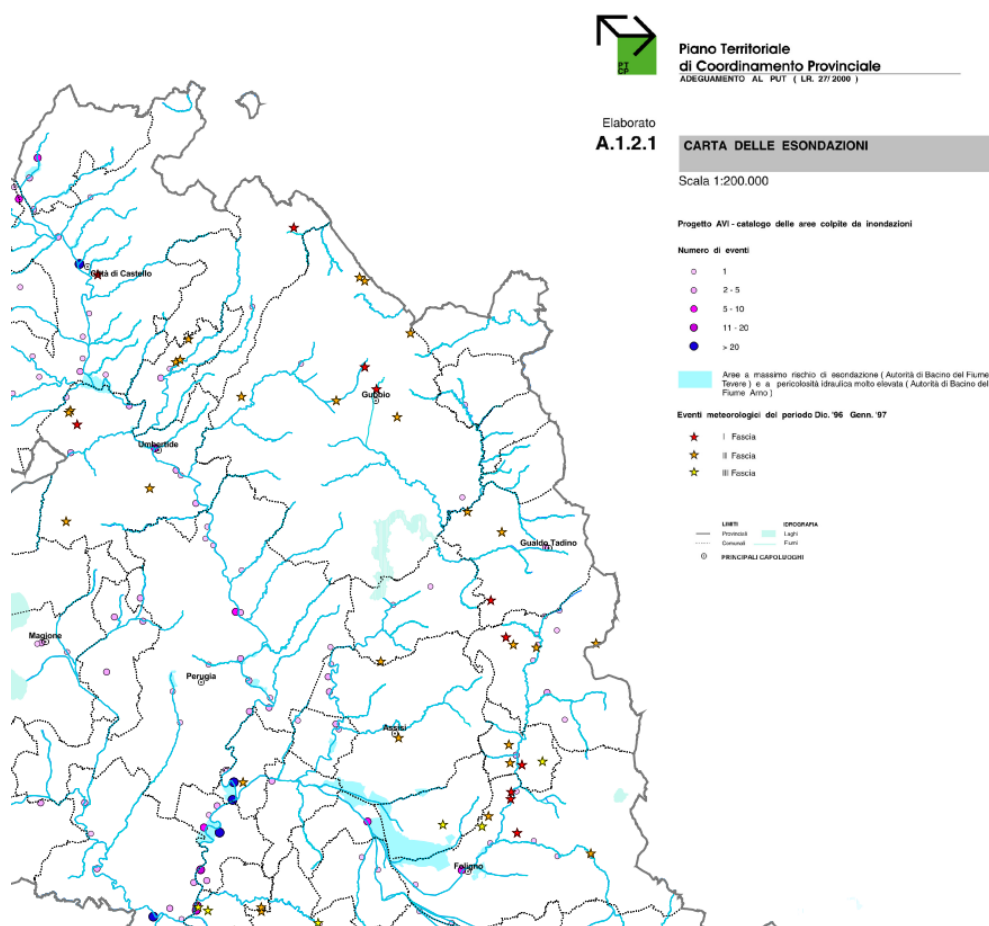 PT
CP
Piano Territoriale
di Coordinamento Provinciale
ADEGUAMENTO AL PUT ( LR. 27/2000 )
Elaborato
A.1.2.1
CARTA DELLE ESONDAZIONI
Scala 1:200.000
Progetto AVI - catalogo delle aree colpite da inondazioni
Numero di eventi
1
2 - 5
5 - 10
11 - 20
> 20
Aree a massimo rischio di esondazione ( Autorità di Bacino del Fiume
Tevere ) e a pericolosità idraulica molto elevata ( Autorità di Bacino del
Fiume Arno )
Eventi meteorologici del periodo Dic. '96 Genn. '97
I Fascia
II Fascia
III Fascia
LIMITI
Provinciali
Comunali
IDROGRAFIA
Laghi
Fiumi
PRINCIPALI CAPOLUOGHI
Città di Castello
Gubbio
Umbertide
Gualdo Tadino
Magione
Perugia
Assisi
Foligno